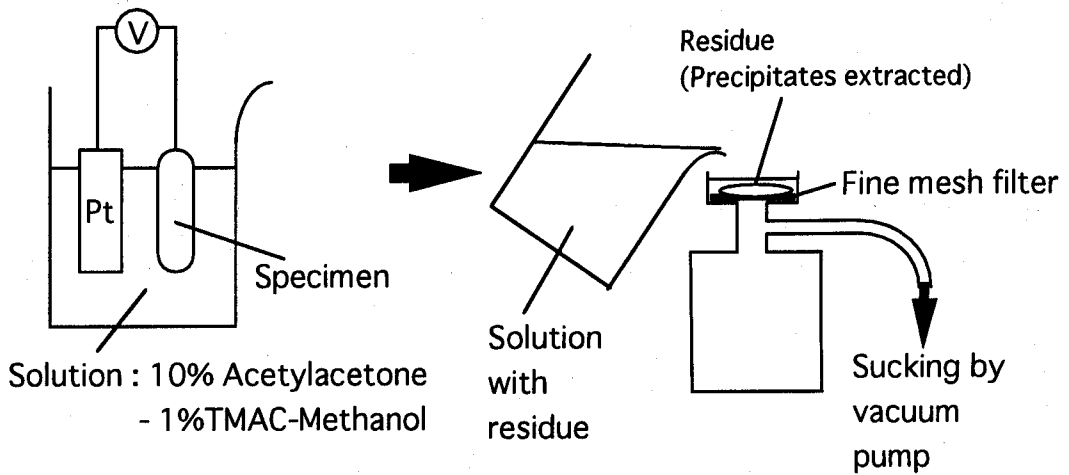 V
Pt
Specimen
Solution : 10% Acetylacetone
- 1%TMAC-Methanol
Residue
(Precipitates extracted)
Fine mesh filter
Solution
with
residue
Sucking by
vacuum
pump